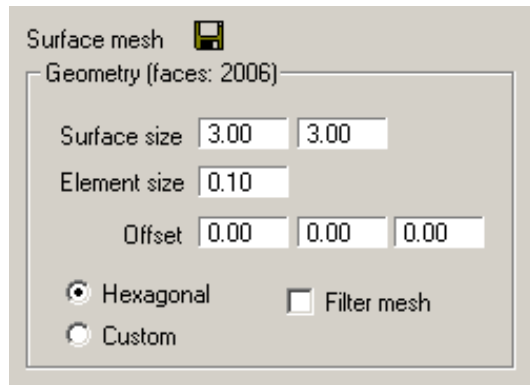 Surface mesh
Geometry (faces: 2006)
Surface size 3.00 3.00
Element size 0.10
Offset 0.00 0.00 0.00
Hexagonal Filter mesh
Custom